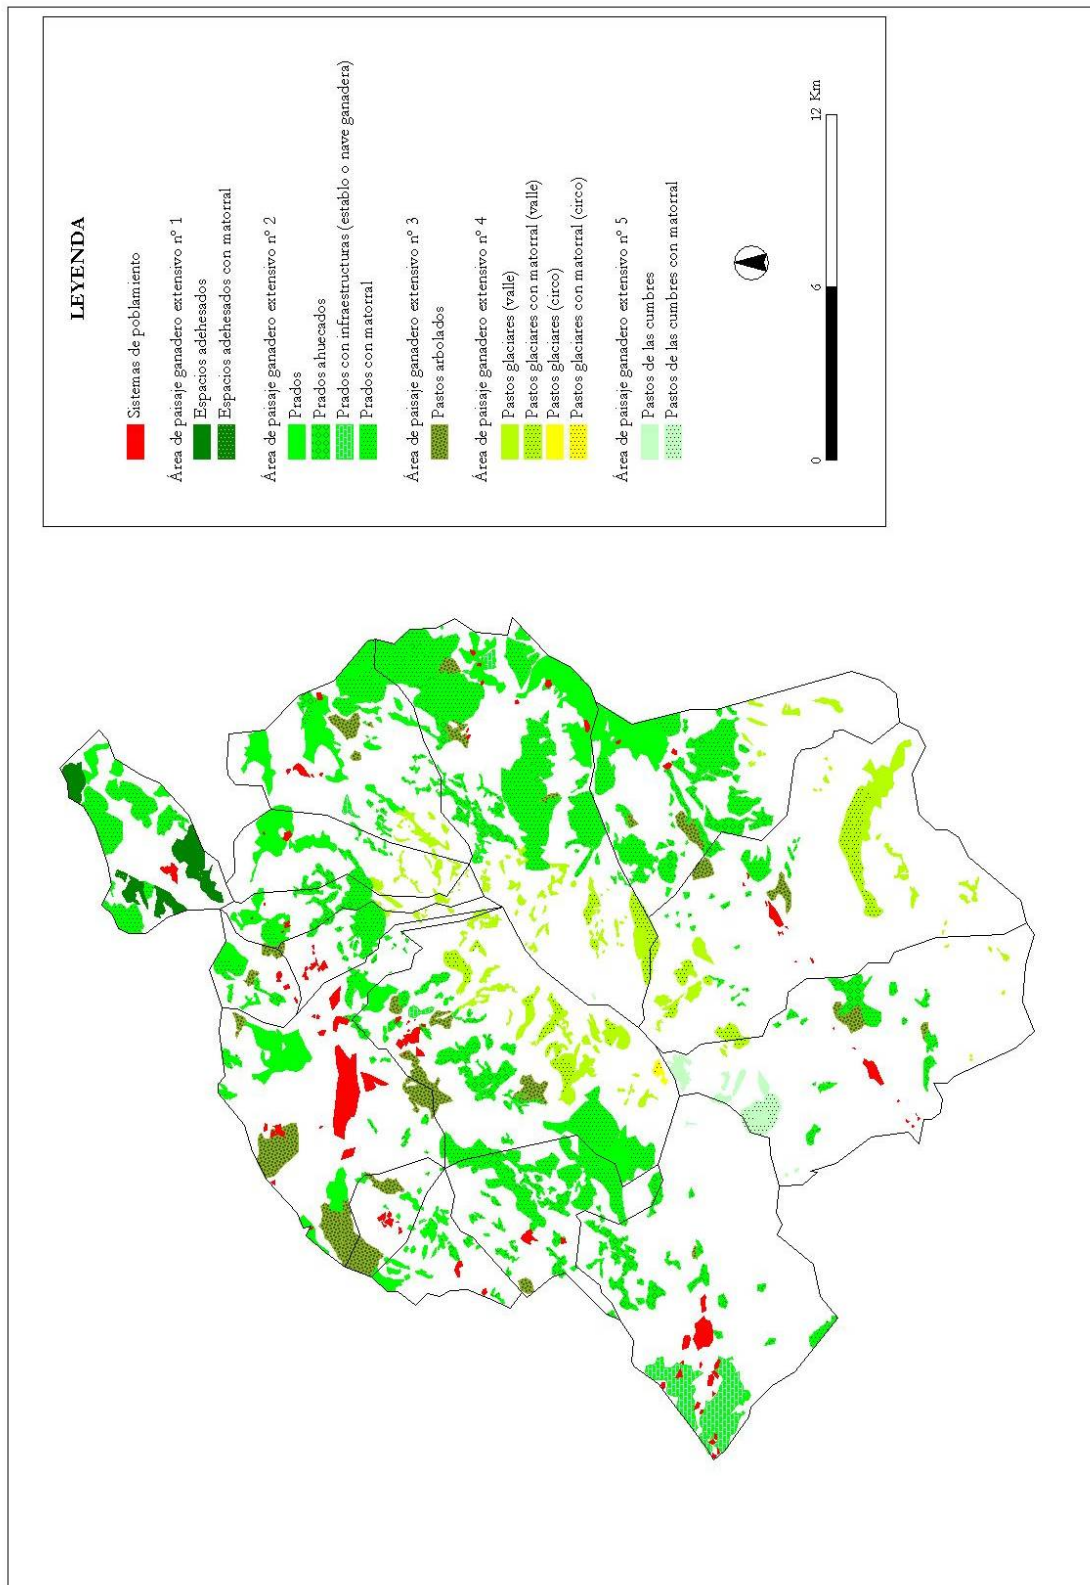 LEYENDA
Sistemas de poblamiento
Área de paisaje ganadero extensivo nº 1
Espacios adehesados
Espacios adehesados con matorral
Área de paisaje ganadero extensivo nº 2
Prados
Prados ahuecados
Prados con infraestructuras (establo o nave ganadera)
Prados con matorral
Área de paisaje ganadero extensivo nº 3
Pastos arbolados
Área de paisaje ganadero extensivo nº 4
Pastos glaciares (valle)
Pastos glaciares con matorral (valle)
Pastos glaciares (circo)
Pastos glaciares con matorral (circo)
Área de paisaje ganadero extensivo nº 5
Pastos de las cumbres
Pastos de las cumbres con matorral
0 6 12 Km